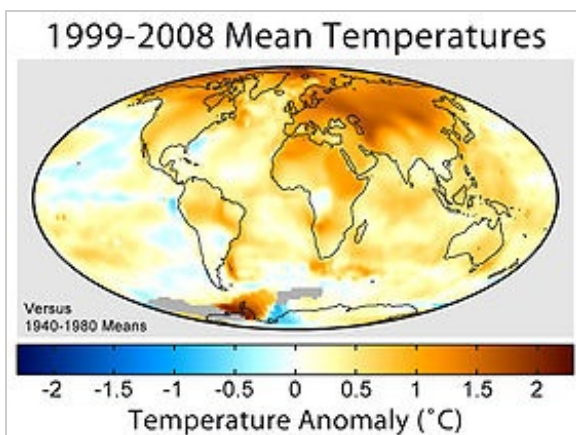 1999-2008 Mean Temperatures
Versus
1940-1980 Means
-2 -1.5 -1 -0.5 0 0.5 1 1.5 2
Temperature Anomaly (˚C)